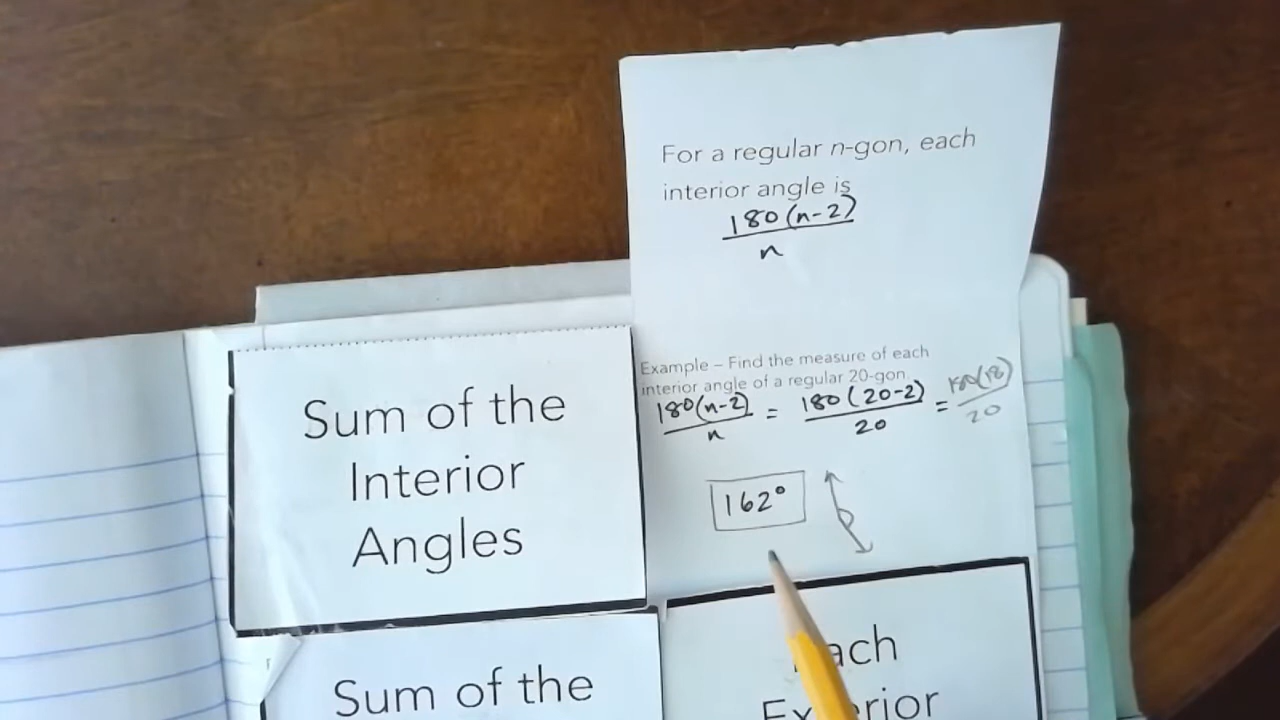 For a regular n-gon, each
interior angle is
180(n-2)
n
Example – Find the measure of each
interior angle of a regular 20-gon.
180(n-2) = 180(20-2) = 180(18)
n 20 20
162°
Sum of the
Interior
Angles
Sum of the
Each
Exterior